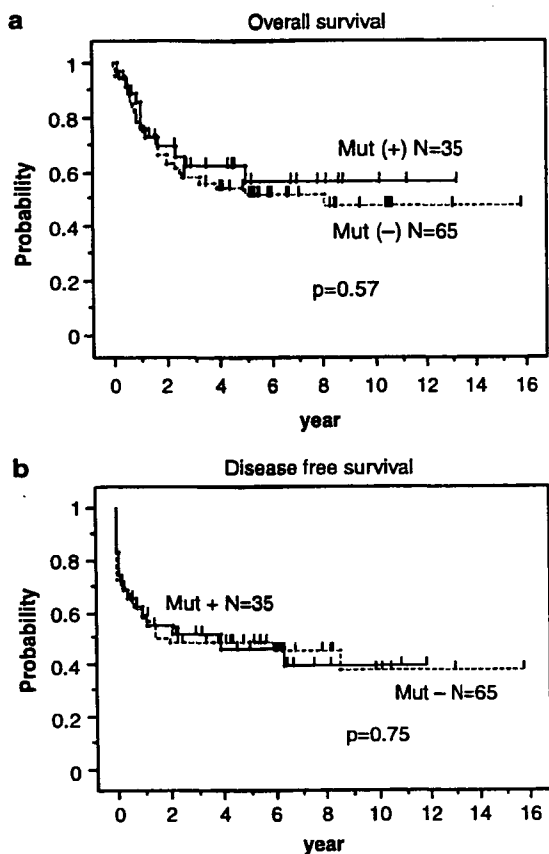 a
Overall survival
1
0.8
0.6
0.4
0.2
0
Probability
Mut (+) N=35
Mut (–) N=65
p=0.57
0 2 4 6 8 10 12 14 16
year
b
Disease free survival
1
0.8
0.6
0.4
0.2
0
Probability
Mut + N=35
Mut – N=65
p=0.75
0 2 4 6 8 10 12 14 16
year